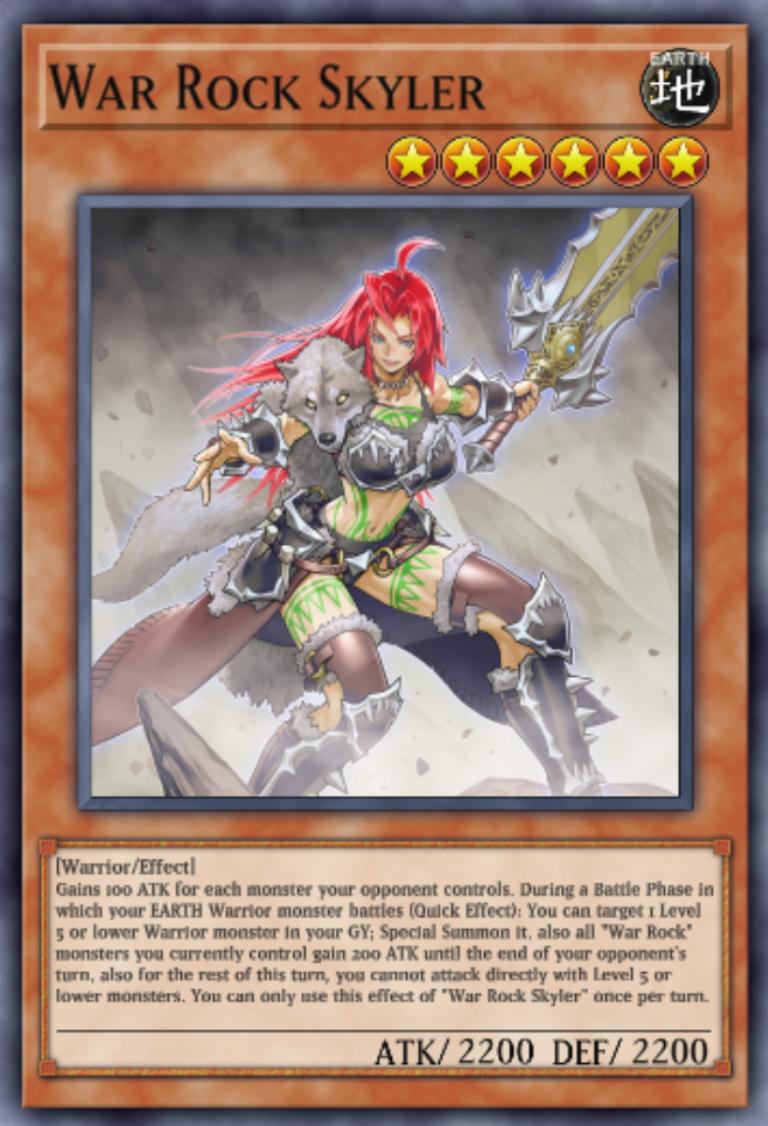 War Rock Skyler
EARTH
地
[Warrior/Effect]
Gains 100 ATK for each monster your opponent controls. During a Battle Phase in
which your EARTH Warrior monster battles (Quick Effect): You can target 1 Level
5 or lower Warrior monster in your GY; Special Summon it, also all "War Rock"
monsters you currently control gain 200 ATK until the end of your opponent's
turn, also for the rest of this turn, you cannot attack directly with Level 5 or
lower monsters. You can only use this effect of "War Rock Skyler" once per turn.
ATK/ 2200 DEF/ 2200